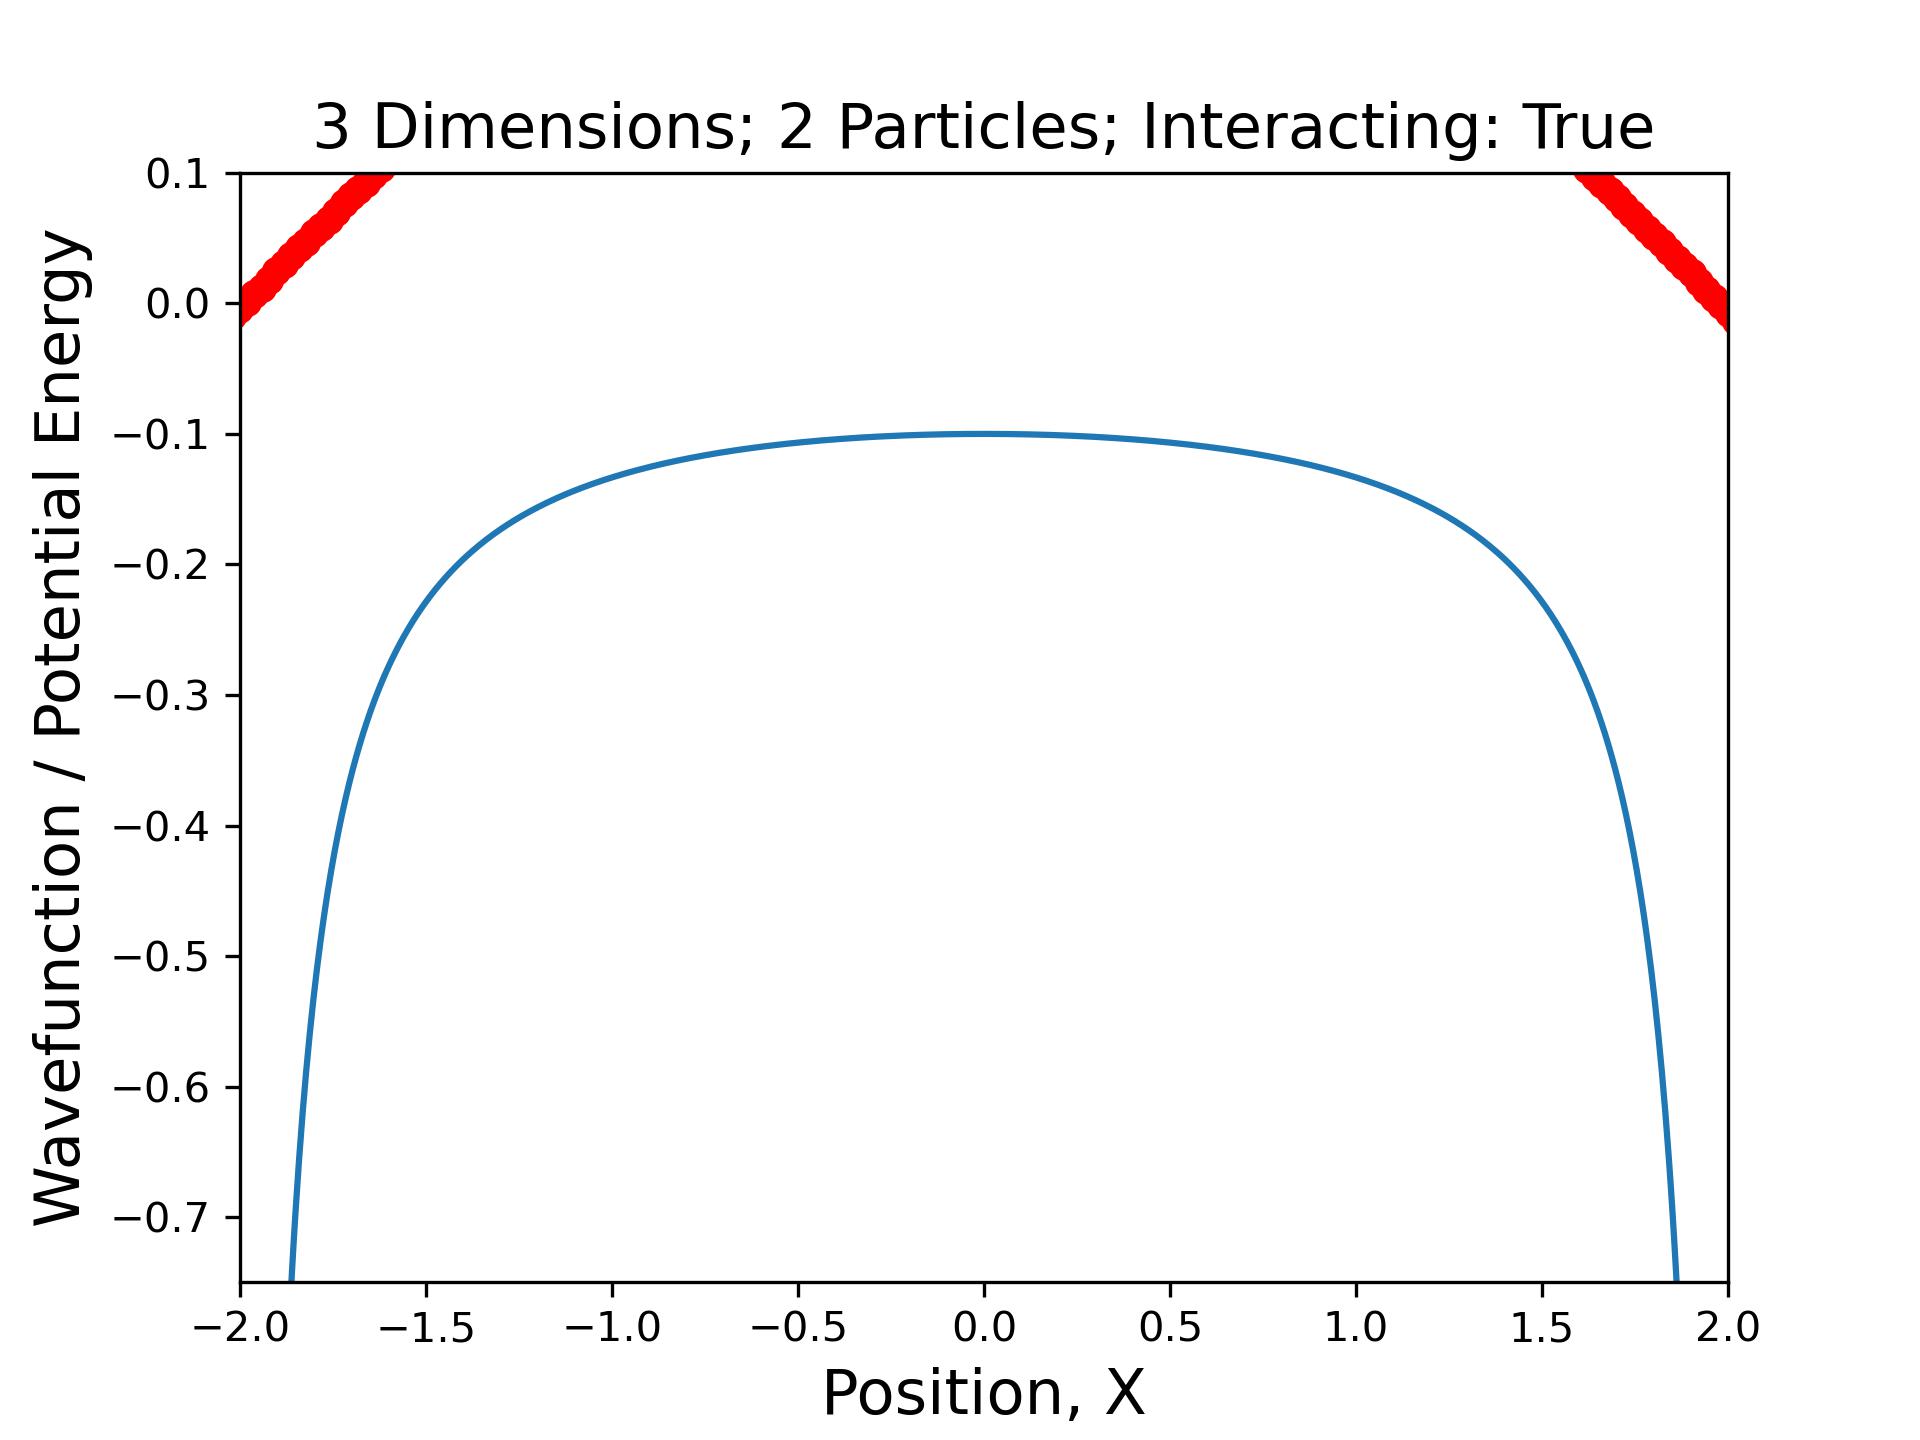 3 Dimensions; 2 Particles; Interacting: True
Wavefunction / Potential Energy
0.1
0.0
−0.1
−0.2
−0.3
−0.4
−0.5
−0.6
−0.7
−2.0 −1.5 −1.0 −0.5 0.0 0.5 1.0 1.5 2.0
Position, X